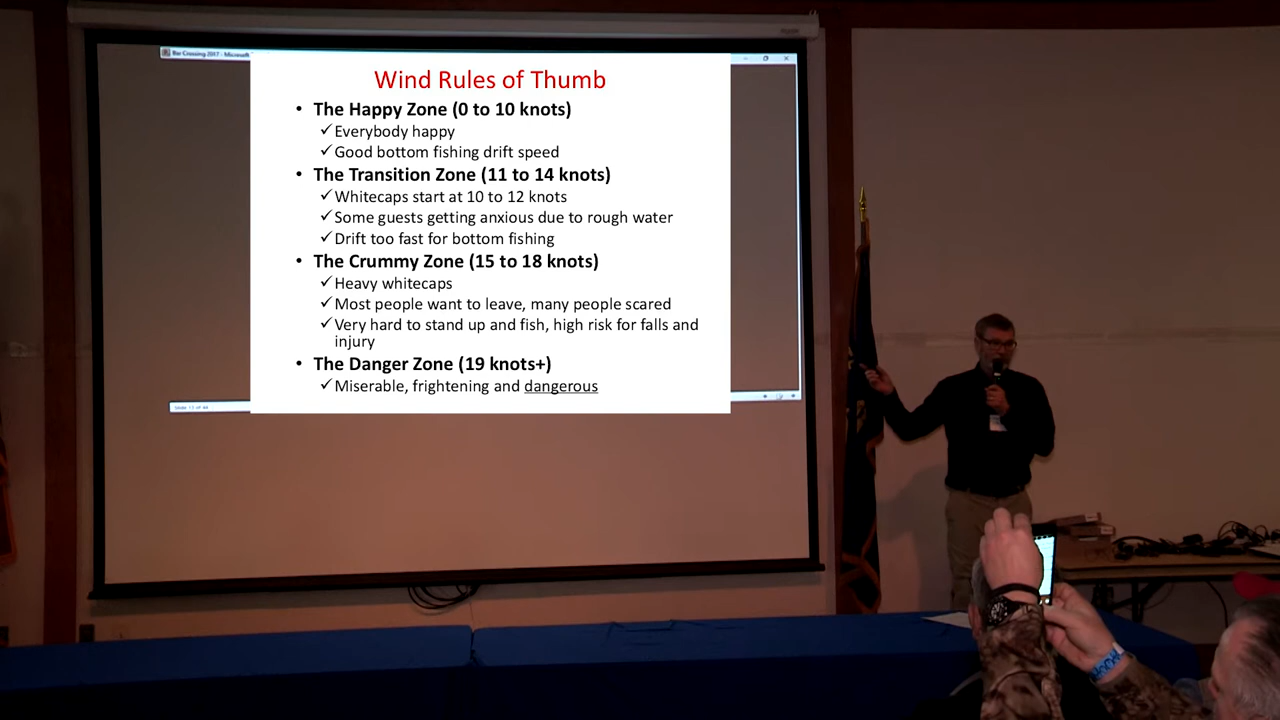 Bar Crossing 2017 - Microsoft
Wind Rules of Thumb
• The Happy Zone (0 to 10 knots)
✓Everybody happy
✓Good bottom fishing drift speed
• The Transition Zone (11 to 14 knots)
✓Whitecaps start at 10 to 12 knots
✓Some guests getting anxious due to rough water
✓Drift too fast for bottom fishing
• The Crummy Zone (15 to 18 knots)
✓Heavy whitecaps
✓Most people want to leave, many people scared
✓Very hard to stand up and fish, high risk for falls and
injury
• The Danger Zone (19 knots+)
✓Miserable, frightening and dangerous